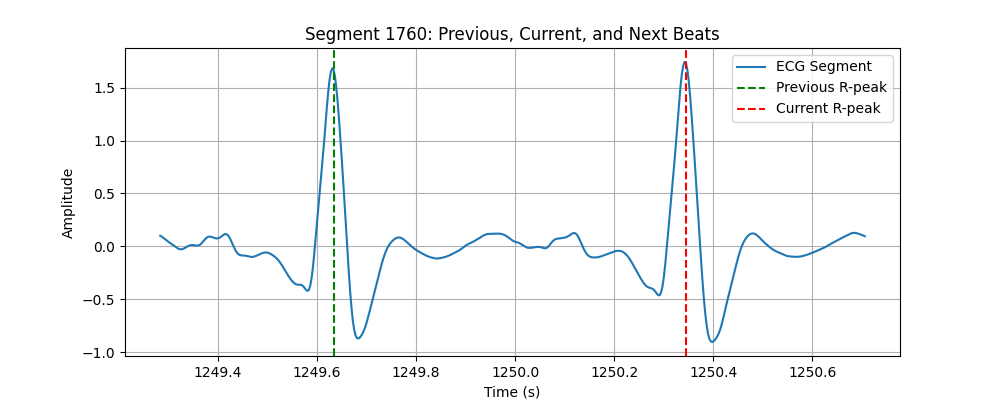 Segment 1760: Previous, Current, and Next Beats
ECG Segment
Previous R-peak
Current R-peak
1.5
1.0
0.5
0.0
−0.5
−1.0
Amplitude
1249.4 1249.6 1249.8 1250.0 1250.2 1250.4 1250.6
Time (s)